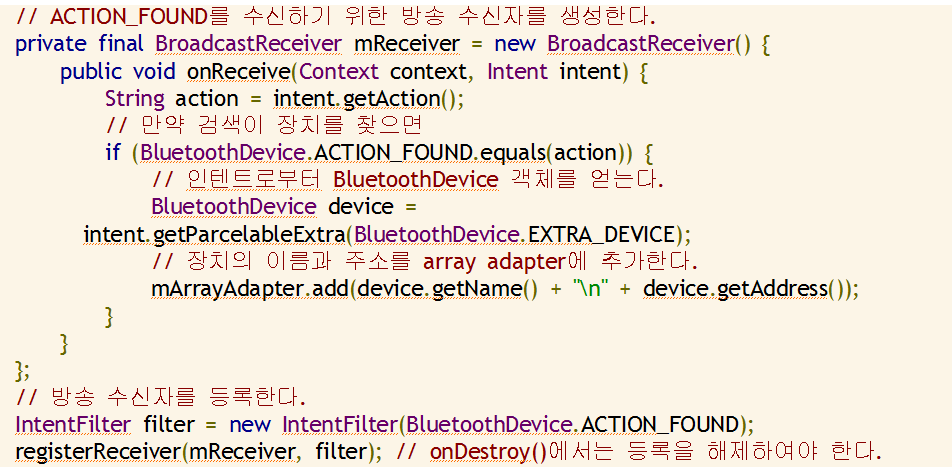 // ACTION_FOUND를 수신하기 위한 방송 수신자를 생성한다.
private final BroadcastReceiver mReceiver = new BroadcastReceiver() {
    public void onReceive(Context context, Intent intent) {
        String action = intent.getAction();
        // 만약 검색이 장치를 찾으면
        if (BluetoothDevice.ACTION_FOUND.equals(action)) {
            // 인텐트로부터 BluetoothDevice 객체를 얻는다.
            BluetoothDevice device =
      intent.getParcelableExtra(BluetoothDevice.EXTRA_DEVICE);
            // 장치의 이름과 주소를 array adapter에 추가한다.
            mArrayAdapter.add(device.getName() + "\n" + device.getAddress());
        }
    }
};
// 방송 수신자를 등록한다.
IntentFilter filter = new IntentFilter(BluetoothDevice.ACTION_FOUND);
registerReceiver(mReceiver, filter); // onDestroy()에서는 등록을 해제하여야 한다.